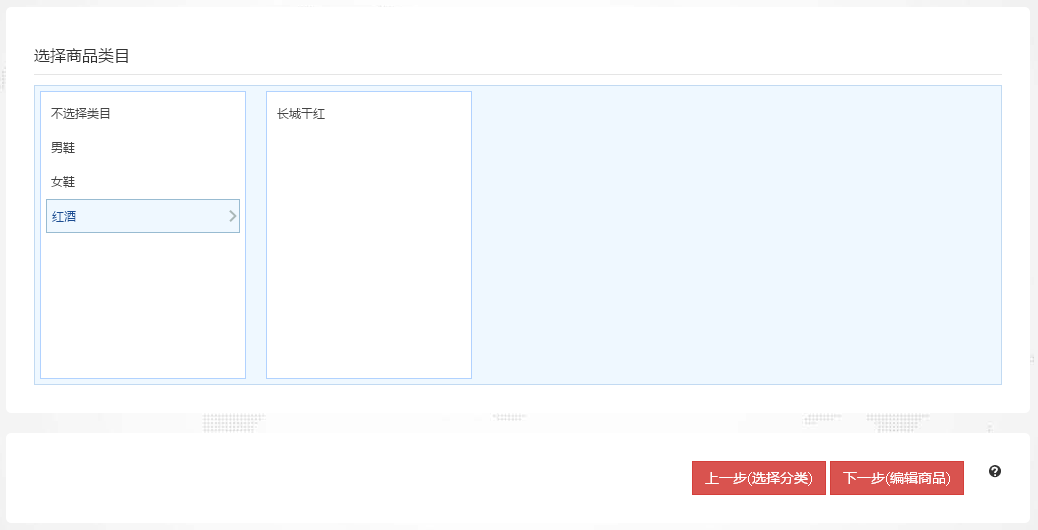 选择商品类目
不选择类目
男鞋
女鞋
红酒
长城干红
上一步(选择分类)
下一步(编辑商品)